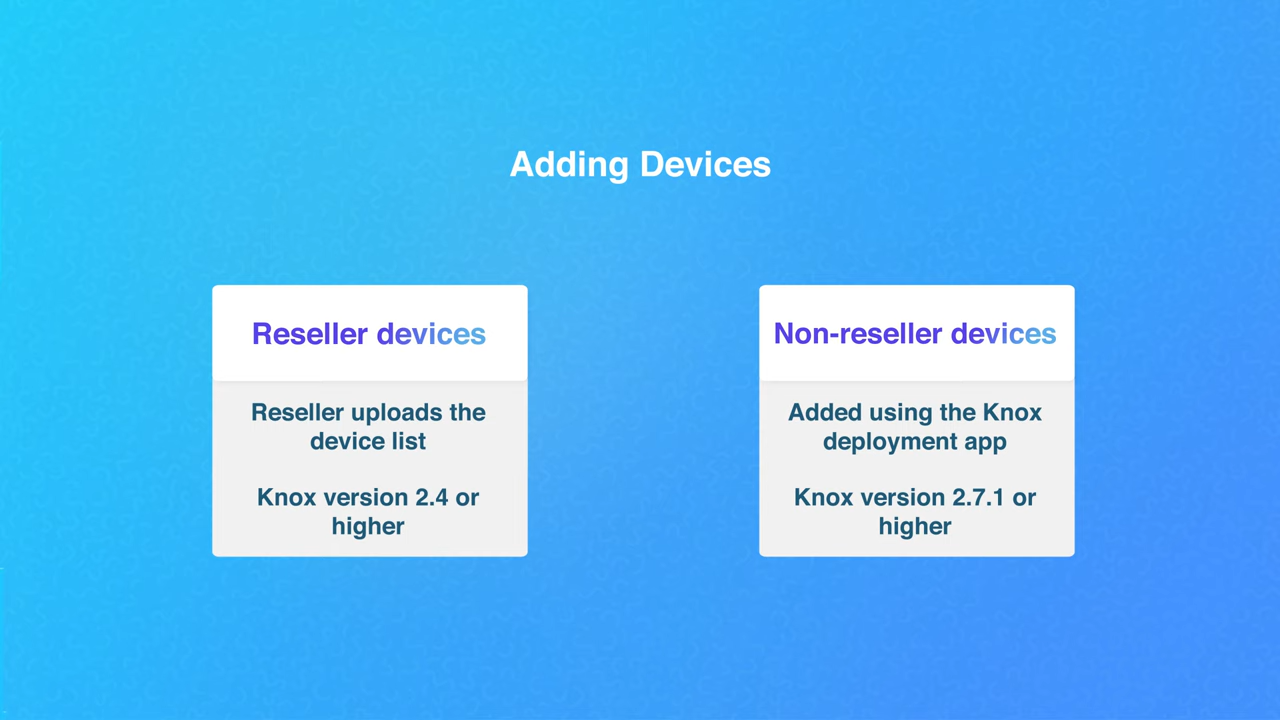 Adding Devices
Reseller devices
Reseller uploads the
device list
Knox version 2.4 or
higher
Non-reseller devices
Added using the Knox
deployment app
Knox version 2.7.1 or
higher